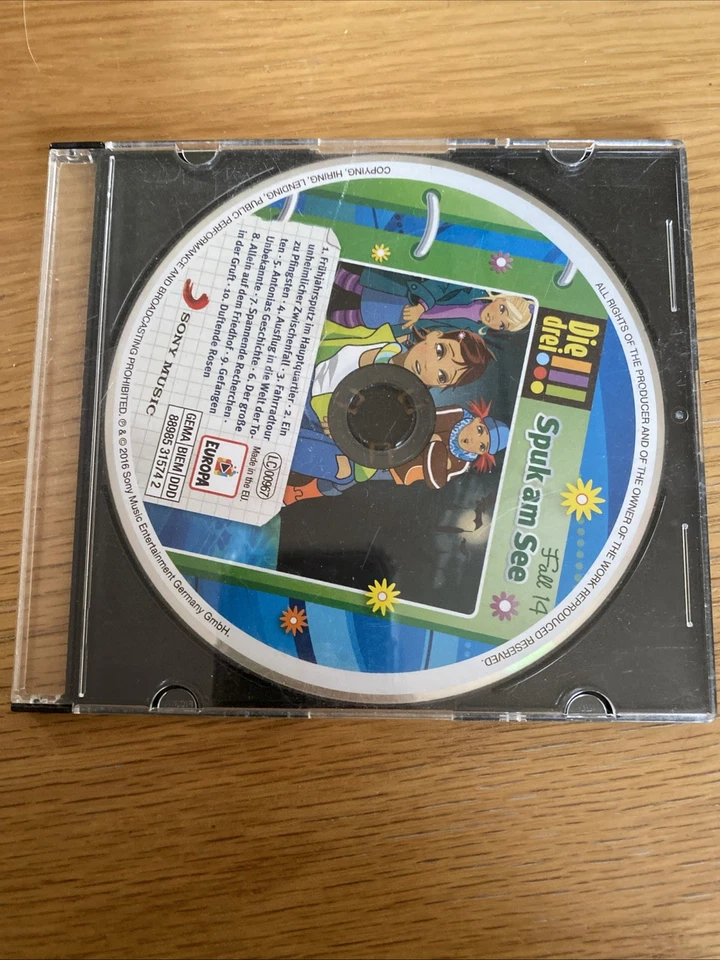 Die
drei !!!
Spuk am See
Fall 14
1. Frühjahrsputz im Hauptquartier · 2. Ein
unheimlicher Zwischenfall · 3. Fahrradtour
zu Pfingsten · 4. Ausflug in die Welt der To-
ten · 5. Antonias Geschichte · 6. Der große
Unbekannte · 7. Spannende Recherchen ·
8. Allein auf dem Friedhof · 9. Gefangen
in der Gruft · 10. Duftende Rosen
Made in the EU.
LC 00967
EUROPA
GEMA BIEM DDD
88985 31574 2
SONY MUSIC
ALL RIGHTS OF THE PRODUCER AND OF THE OWNER OF THE WORK REPRODUCED RESERVED.
COPYING, HIRING, LENDING, PUBLIC PERFORMANCE AND BROADCASTING PROHIBITED. ℗ & © 2016 Sony Music Entertainment Germany GmbH.